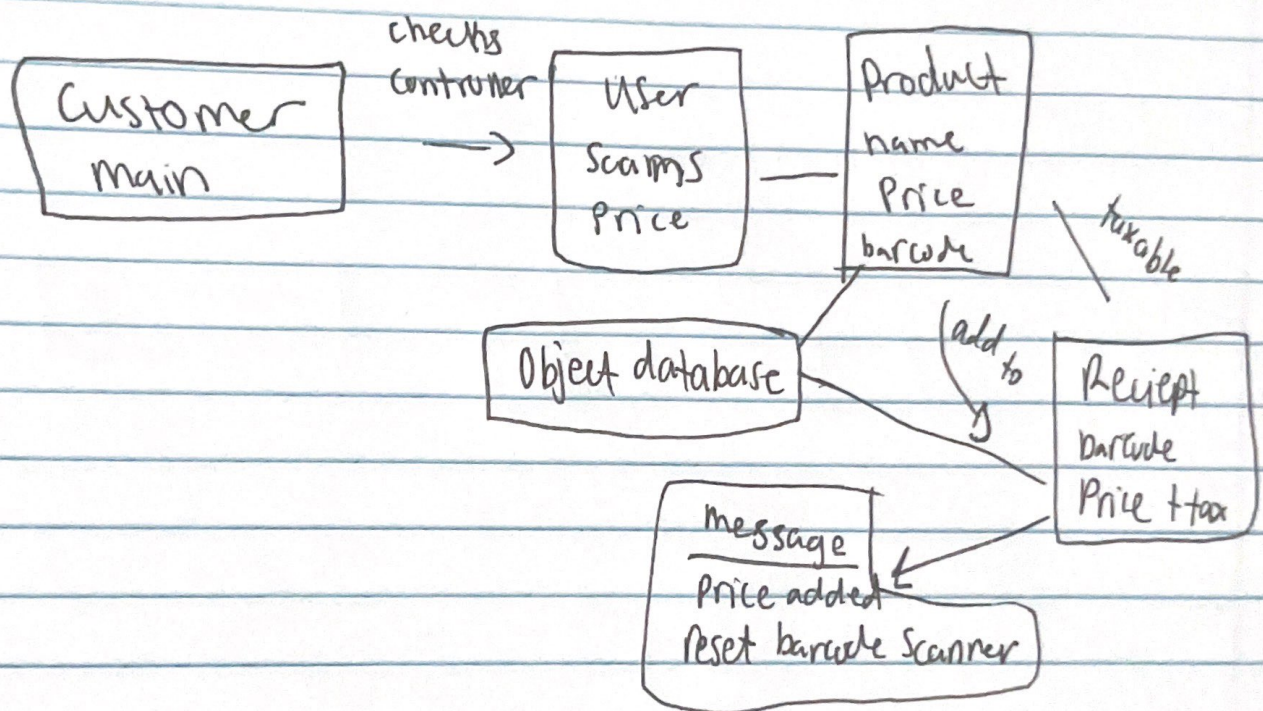 Customer
main
checks
controller
User
scanns
Price
Product
name
Price
barcode
taxable
Object database
add
to
Reciept
barcode
Price + tax
message
Price added
reset barcode scanner